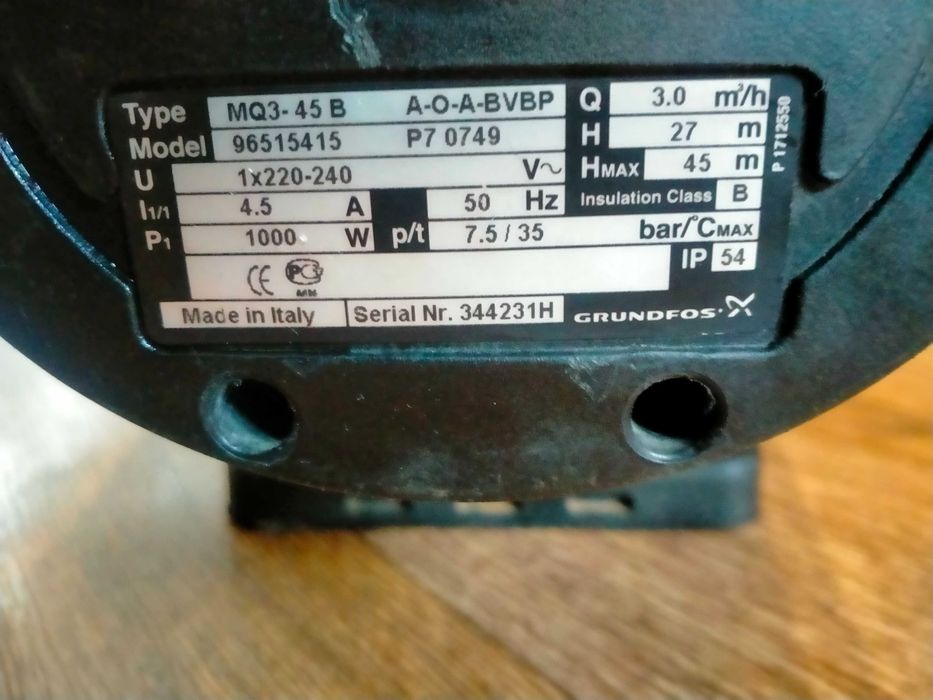 Type MQ3-45 B A-O-A-BVBP
Model 96515415 P7 0749
U 1x220-240 V~
I1/1 4.5 A 50 Hz
P1 1000 W p/t 7.5 / 35 bar/°CMAX
Q 3.0 m³/h
H 27 m
HMAX 45 m
Insulation Class B
IP 54
CE PC
Made in Italy Serial Nr. 344231H GRUNDFOS
P 1712550